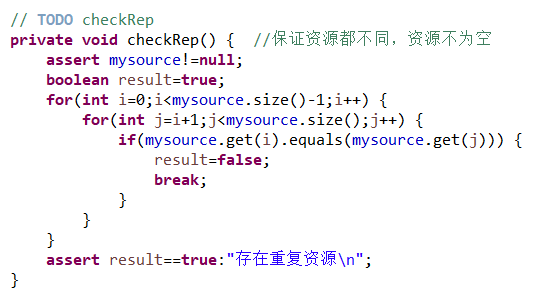 // TODO checkRep
private void checkRep() {  //保证资源都不同，资源不为空
    assert mysource!=null;
    boolean result=true;
    for(int i=0;i<mysource.size()-1;i++) {
        for(int j=i+1;j<mysource.size();j++) {
            if(mysource.get(i).equals(mysource.get(j))) {
                result=false;
                break;
            }
        }
    }
    assert result==true:"存在重复资源\n";
}